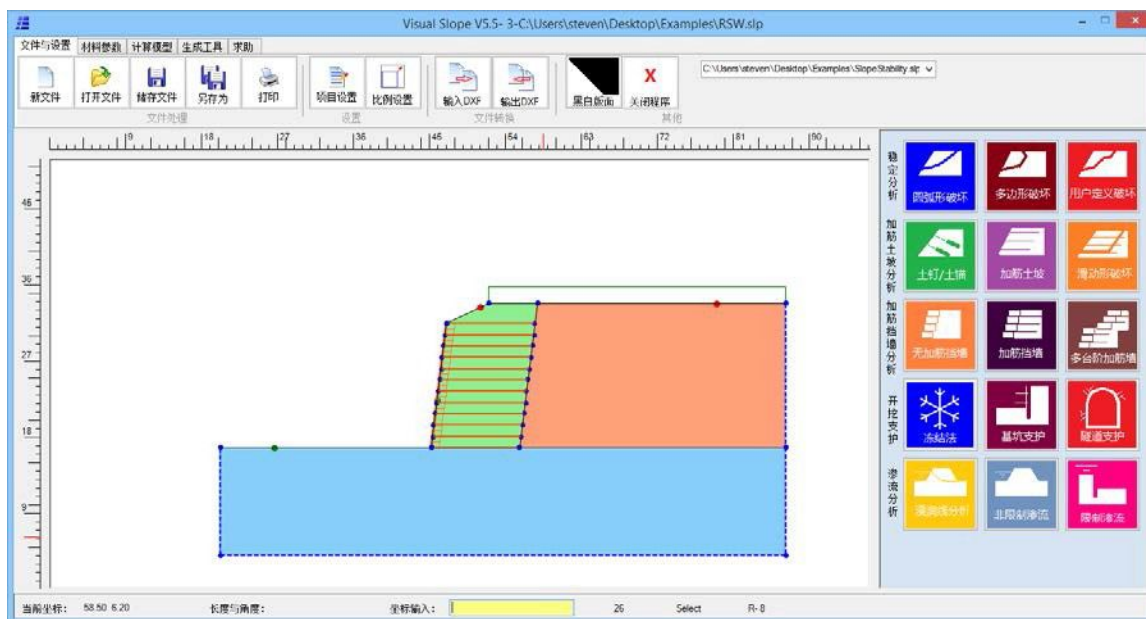 Visual Slope V5.5- 3-C:\Users\steven\Desktop\Examples\RSW.slp
文件与设置 材料参数 计算模型 生成工具 求助
新文件 打开文件 储存文件 另存为 打印 项目设置 比例设置 输入DXF 输出DXF 黑白版面 关闭程序
C:\Users\steven\Desktop\Examples\SlopeStability.slp
文件处理 设置 文件转换 其他
9 18 27 36 45 54 63 72 81 90
45
36
27
18
9
稳定分析
圆弧形破坏 多边形破坏 用户定义破坏
加筋土坡分析
土钉/土锚 加筋土坡 滑动形破坏
加筋挡墙分析
无加筋挡墙 加筋挡墙 多台阶加筋墙
开挖支护
冻结法 基坑支护 隧道支护
渗流分析
浸润线分析 非限制渗流 限制渗流
当前坐标: 58.50 6.20 长度与角度: 坐标输入: 26 Select R- 8